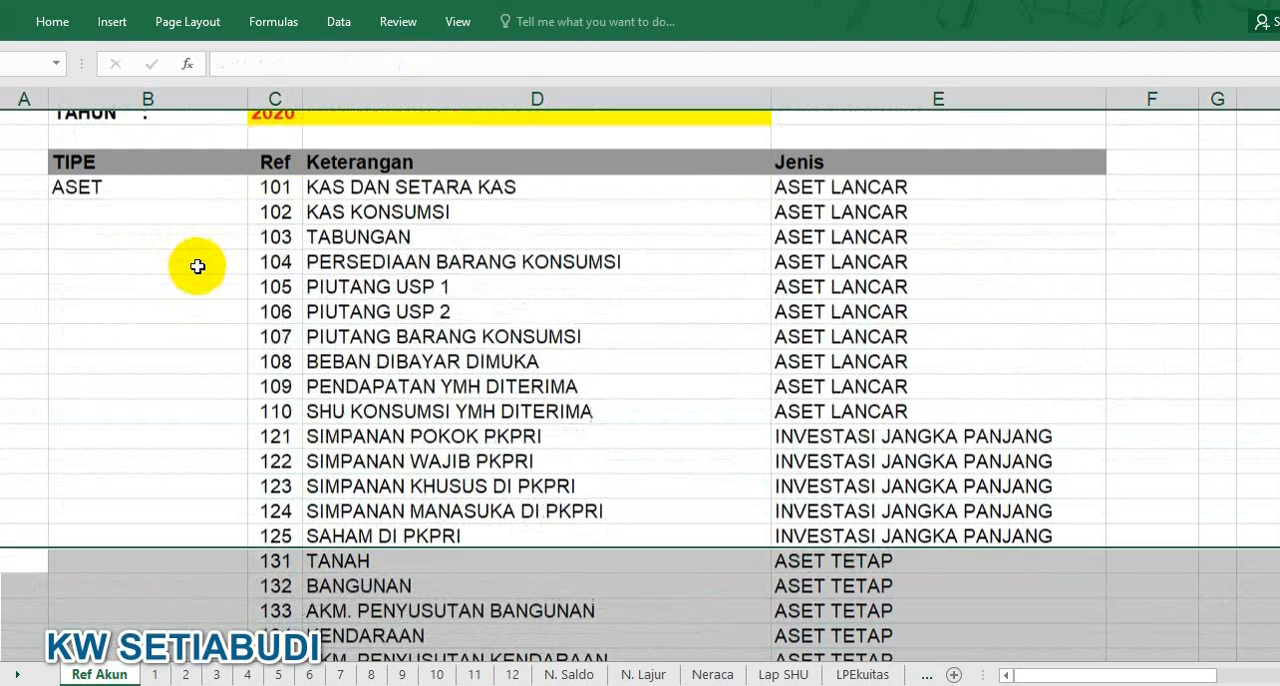 Home Insert Page Layout Formulas Data Review View Tell me what you want to do... S
fx
A B C D E F G
TAHUN : 2020
TIPE Ref Keterangan Jenis
ASET 101 KAS DAN SETARA KAS ASET LANCAR
102 KAS KONSUMSI ASET LANCAR
103 TABUNGAN ASET LANCAR
104 PERSEDIAAN BARANG KONSUMSI ASET LANCAR
105 PIUTANG USP 1 ASET LANCAR
106 PIUTANG USP 2 ASET LANCAR
107 PIUTANG BARANG KONSUMSI ASET LANCAR
108 BEBAN DIBAYAR DIMUKA ASET LANCAR
109 PENDAPATAN YMH DITERIMA ASET LANCAR
110 SHU KONSUMSI YMH DITERIMA ASET LANCAR
121 SIMPANAN POKOK PKPRI INVESTASI JANGKA PANJANG
122 SIMPANAN WAJIB PKPRI INVESTASI JANGKA PANJANG
123 SIMPANAN KHUSUS DI PKPRI INVESTASI JANGKA PANJANG
124 SIMPANAN MANASUKA DI PKPRI INVESTASI JANGKA PANJANG
125 SAHAM DI PKPRI INVESTASI JANGKA PANJANG
131 TANAH ASET TETAP
132 BANGUNAN ASET TETAP
133 AKM. PENYUSUTAN BANGUNAN ASET TETAP
KENDARAAN ASET TETAP
PENYUSUTAN KENDARAAN ASET TETAP
KW SETIABUDI
Ref Akun 1 2 3 4 5 6 7 8 9 10 11 12 N. Saldo N. Lajur Neraca Lap SHU LPEkuitas ...